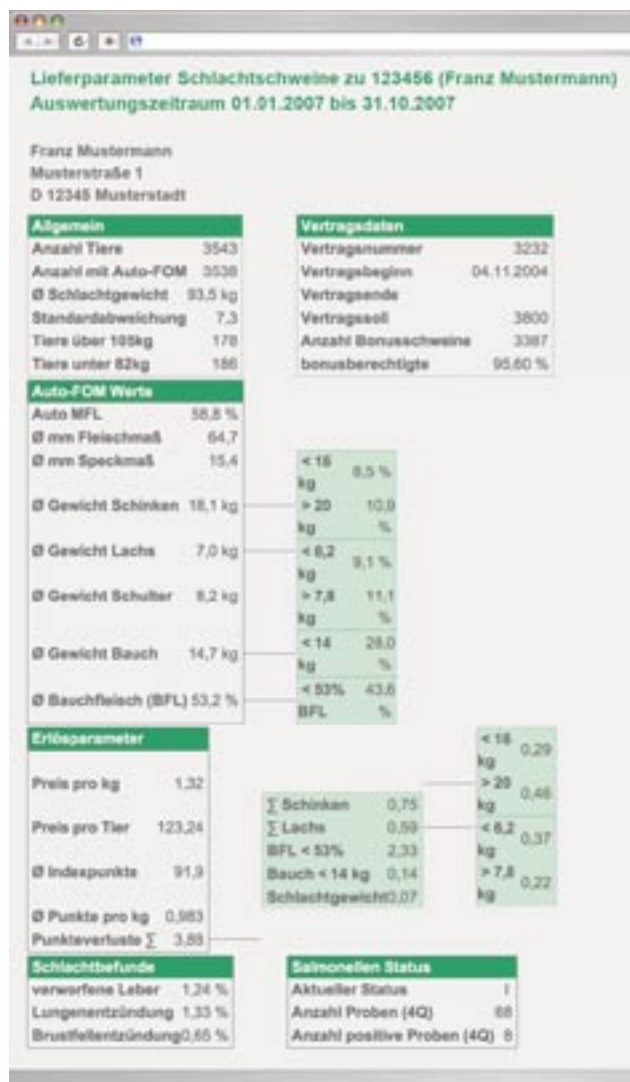 Lieferparameter Schlachtschweine zu 123456 (Franz Mustermann)
Auswertungszeitraum 01.01.2007 bis 31.10.2007
Franz Mustermann
Musterstraße 1
D 12345 Musterstadt
Allgemein
Anzahl Tiere 3543
Anzahl mit Auto-FOM 3538
Ø Schlachtgewicht 93,5 kg
Standardabweichung 7,3
Tiere über 105kg 178
Tiere unter 82kg 186
Vertragsdaten
Vertragsnummer 3232
Vertragsbeginn 04.11.2004
Vertragsende
Vertragssoll 3800
Anzahl Bonusschweine 3387
bonusberechtigte 95,60 %
Auto-FOM Werte
Auto MFL 58,8 %
Ø mm Fleischmaß 64,7
Ø mm Speckmaß 15,4
Ø Gewicht Schinken 18,1 kg
Ø Gewicht Lachs 7,0 kg
Ø Gewicht Schulter 8,2 kg
Ø Gewicht Bauch 14,7 kg
Ø Bauchfleisch (BFL) 53,2 %
< 16 kg 8,5 %
> 20 kg 10,9 %
< 6,2 kg 9,1 %
> 7,8 kg 11,1 %
< 14 kg 28,0 %
< 53% BFL 43,6 %
Erlösparameter
Preis pro kg 1,32
Preis pro Tier 123,24
Ø Indexpunkte 91,9
Ø Punkte pro kg 0,983
Punktverluste ∑ 3,88
∑ Schinken 0,75
∑ Lachs 0,59
BFL < 53% 2,33
Bauch < 14 kg 0,14
Schlachtgewicht 0,07
< 16 kg 0,29
> 20 kg 0,46
< 6,2 kg 0,37
> 7,8 kg 0,22
Schlachtbefunde
verworfene Leber 1,24 %
Lungenentzündung 1,33 %
Brustfellentzündung 0,65 %
Salmonellen Status
Aktueller Status I
Anzahl Proben (4Q) 68
Anzahl positive Proben (4Q) 8